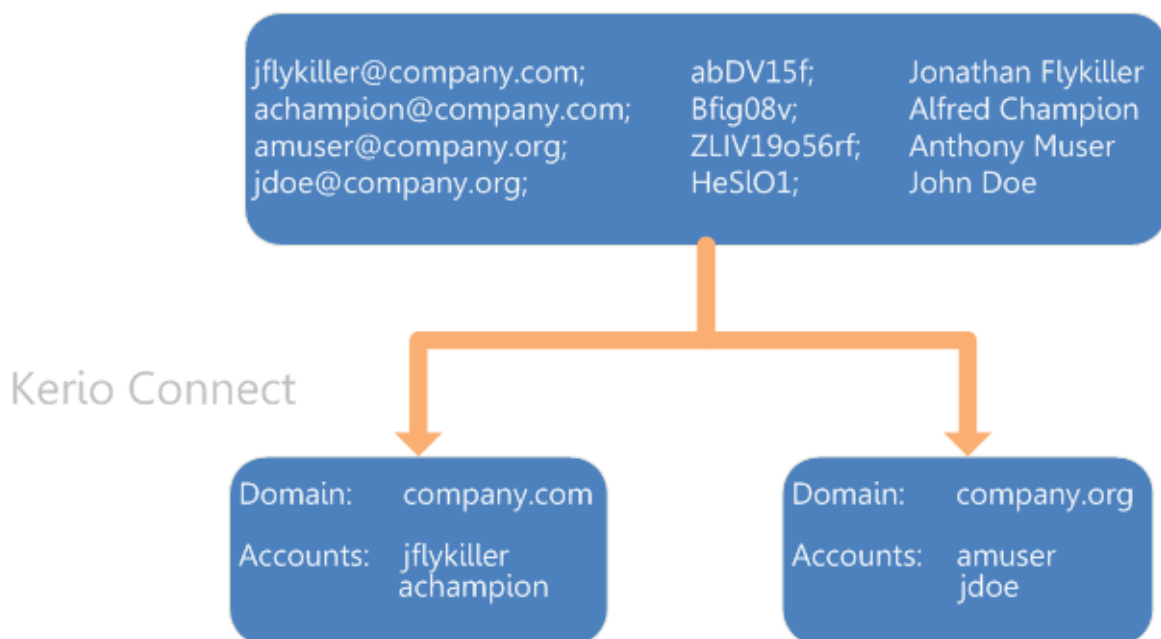 jflykiller@company.com; abDV15f; Jonathan Flykiller
achampion@company.com; Bfig08v; Alfred Champion
amuser@company.org; ZLIV19o56rf; Anthony Muser
jdoe@company.org; HeSlO1; John Doe
Kerio Connect
Domain: company.com
Accounts: jflykiller
achampion
Domain: company.org
Accounts: amuser
jdoe